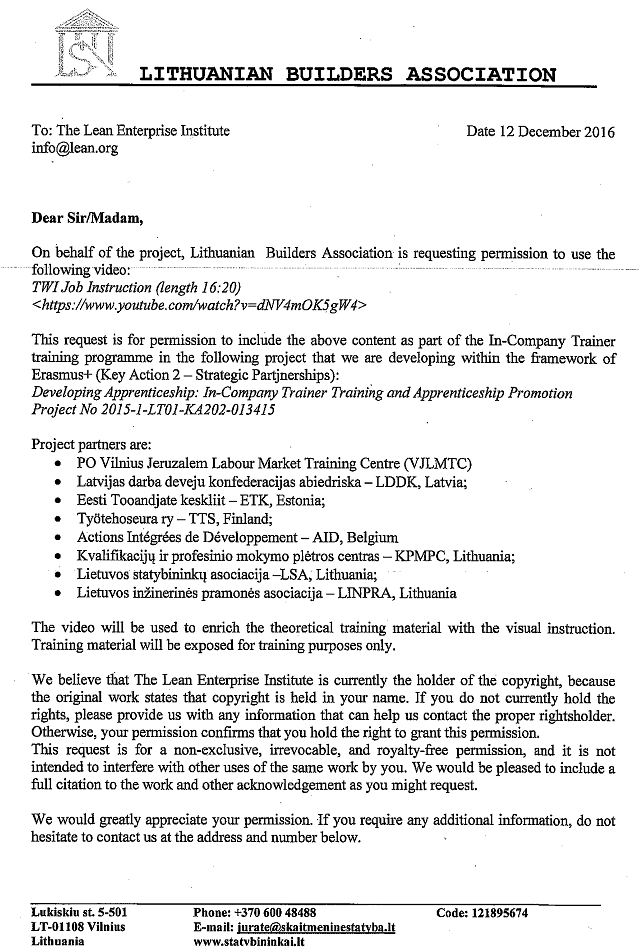 LSA
LITHUANIAN BUILDERS ASSOCIATION
To: The Lean Enterprise Institute
Date 12 December 2016
info@lean.org
Dear Sir/Madam,
On behalf of the project, Lithuanian Builders Association is requesting permission to use the
following video:
TWI Job Instruction (length 16:20)
<https://www.youtube.com/watch?v=dNV4mOK5gW4>
This request is for permission to include the above content as part of the In-Company Trainer
training programme in the following project that we are developing within the framework of
Erasmus+ (Key Action 2 – Strategic Partjnerships):
Developing Apprenticeship: In-Company Trainer Training and Apprenticeship Promotion
Project No 2015-1-LT01-KA202-013415
Project partners are:
• PO Vilnius Jeruzalem Labour Market Training Centre (VJLMTC)
• Latvijas darba deveju konfederacijas abiedriska – LDDK, Latvia;
• Eesti Tooandjate keskliit – ETK, Estonia;
• Työtehoseura ry – TTS, Finland;
• Actions Intégrées de Développement – AID, Belgium
• Kvalifikacijų ir profesinio mokymo plėtros centras – KPMPC, Lithuania;
• Lietuvos statybininkų asociacija –LSA, Lithuania;
• Lietuvos inžinerinės pramonės asociacija – LINPRA, Lithuania
The video will be used to enrich the theoretical training material with the visual instruction.
Training material will be exposed for training purposes only.
We believe that The Lean Enterprise Institute is currently the holder of the copyright, because
the original work states that copyright is held in your name. If you do not currently hold the
rights, please provide us with any information that can help us contact the proper rightsholder.
Otherwise, your permission confirms that you hold the right to grant this permission.
This request is for a non-exclusive, irrevocable, and royalty-free permission, and it is not
intended to interfere with other uses of the same work by you. We would be pleased to include a
full citation to the work and other acknowledgement as you might request.
We would greatly appreciate your permission. If you require any additional information, do not
hesitate to contact us at the address and number below.
Lukiskiu st. 5-501
Phone: +370 600 48488
Code: 121895674
LT-01108 Vilnius
E-mail: jurate@skaitmeninestatyba.lt
Lithuania
www.statybininkai.lt